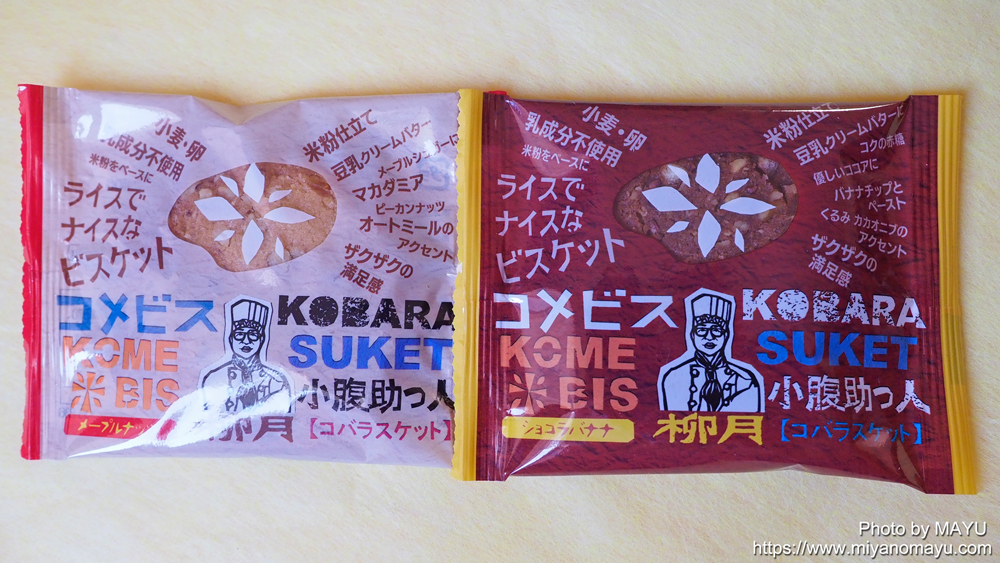 小麦・卵
乳成分不使用
米粉をベースに
ライスで
ナイスな
ビスケット
米粉仕立て
豆乳クリームバター
メープルシュガーに
マカダミア
ピーカンナッツ
オートミールの
アクセント
ザクザクの
満足感
コメビス
KOME
米BIS
KOBARA
SUKET
小腹助っ人
メープルナッツ
柳月
【コバラスケット】
小麦・卵
乳成分不使用
米粉をベースに
ライスで
ナイスな
ビスケット
米粉仕立て
豆乳クリームバター
コクの赤糖
優しいココアに
バナナチップと
ペースト
くるみ カカオニブの
アクセント
ザクザクの
満足感
コメビス
KOME
米BIS
KOBARA
SUKET
小腹助っ人
ショコラバナナ
柳月
【コバラスケット】
Photo by MAYU
https://www.miyanomayu.com